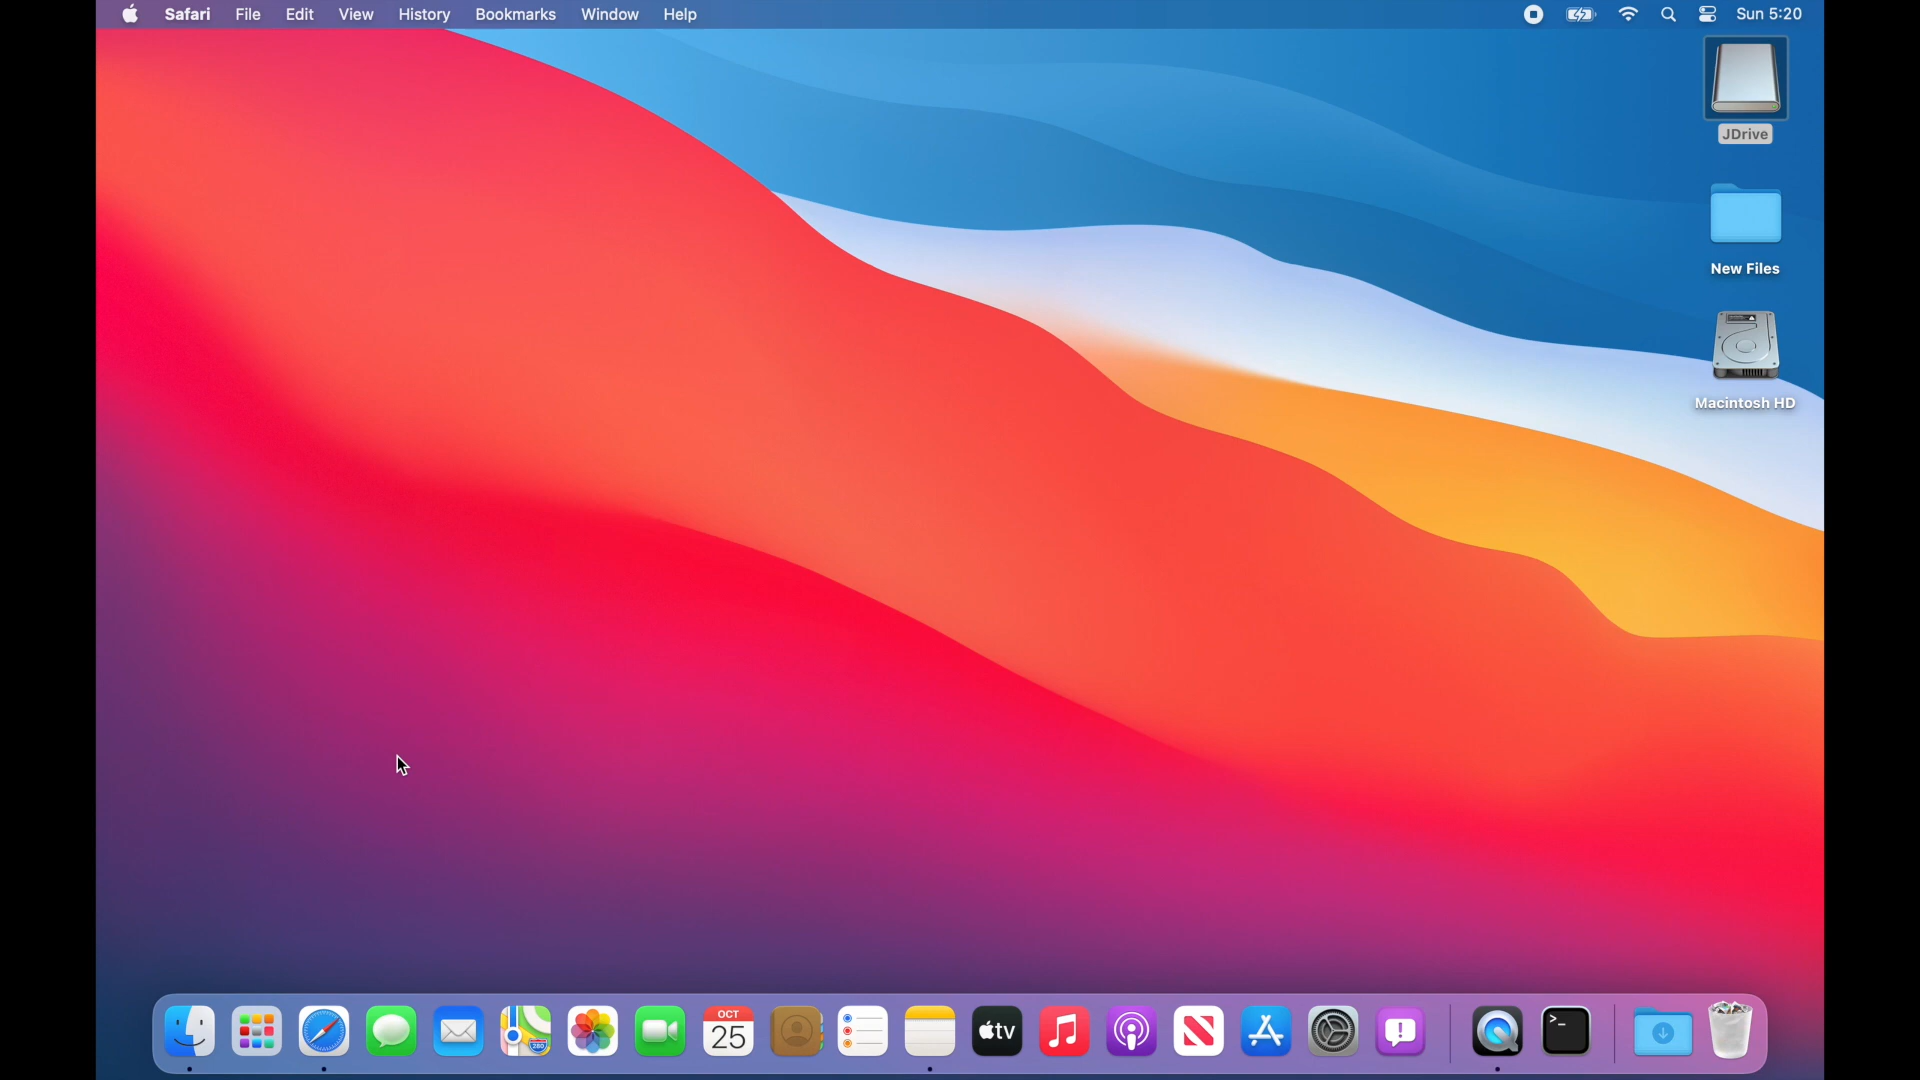 Safari File Edit View History Bookmarks Window Help Sun 5:20
JDrive
New Files
Macintosh HD
OCT
25
280
tv
>_